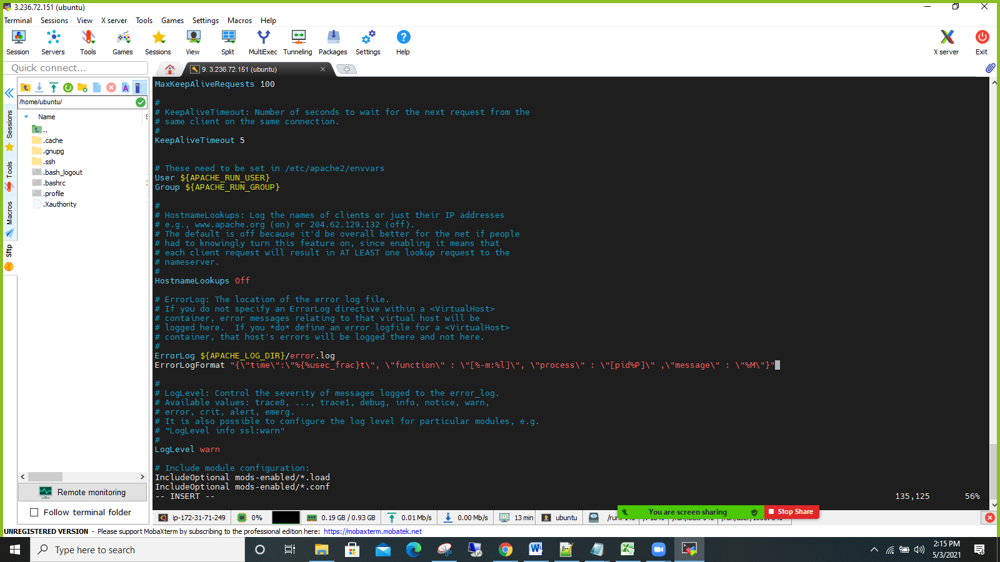 3.236.72.151 (ubuntu)
Terminal Sessions View X server Tools Games Settings Macros Help
Session Servers Tools Games Sessions View Split MultiExec Tunneling Packages Settings Help X server Exit
Quick connect...
9. 3.236.72.151 (ubuntu)
/home/ubuntu/
Name
..
.cache
.gnupg
.ssh
.bash_logout
.bashrc
.profile
.Xauthority
Sessions
Tools
Macros
Sftp
Remote monitoring
Follow terminal folder
MaxKeepAliveRequests 100
#
# KeepAliveTimeout: Number of seconds to wait for the next request from the
# same client on the same connection.
#
KeepAliveTimeout 5
# These need to be set in /etc/apache2/envvars
User ${APACHE_RUN_USER}
Group ${APACHE_RUN_GROUP}
#
# HostnameLookups: Log the names of clients or just their IP addresses
# e.g., www.apache.org (on) or 204.62.129.132 (off).
# The default is off because it'd be overall better for the net if people
# had to knowingly turn this feature on, since enabling it means that
# each client request will result in AT LEAST one lookup request to the
# nameserver.
#
HostnameLookups Off
# ErrorLog: The location of the error log file.
# If you do not specify an ErrorLog directive within a <VirtualHost>
# container, error messages relating to that virtual host will be
# logged here.  If you *do* define an error logfile for a <VirtualHost>
# container, that host's errors will be logged there and not here.
#
ErrorLog ${APACHE_LOG_DIR}/error.log
ErrorLogFormat "{\"time\":\"%{%usec_frac}t\", \"function\" : \"[%-m:%l]\", \"process\" : \"[pid%P]\" ,\"message\" : \"%M\"}"
#
# LogLevel: Control the severity of messages logged to the error_log.
# Available values: trace8, ..., trace1, debug, info, notice, warn,
# error, crit, alert, emerg.
# It is also possible to configure the log level for particular modules, e.g.
# "LogLevel info ssl:warn"
#
LogLevel warn
# Include module configuration:
IncludeOptional mods-enabled/*.load
IncludeOptional mods-enabled/*.conf
-- INSERT -- 135,125 56%
You are screen sharing Stop Share
ip-172-31-71-249 0% 0.19 GB / 0.93 GB 0.01 Mb/s 0.00 Mb/s 13 min ubuntu
UNREGISTERED VERSION - Please support MobaXterm by subscribing to the professional edition here: https://mobaxterm.mobatek.net
Type here to search
2:15 PM
5/3/2021